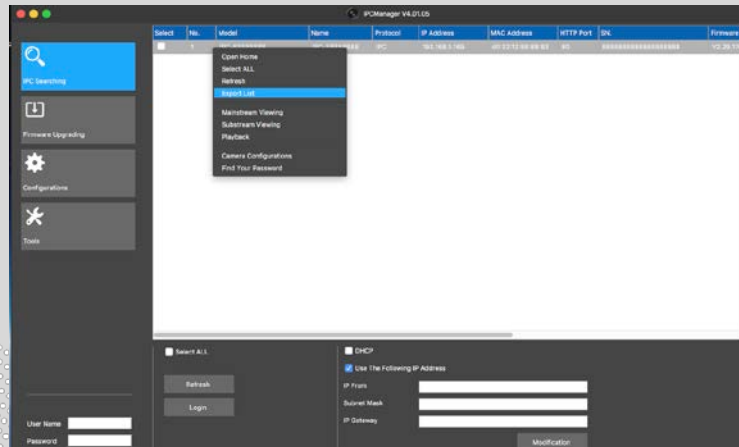 IPCManager V4.01.05
Select No. Model Name Protocol IP Address MAC Address HTTP Port SN. Firmware
1 IPC
IPC Searching
Firmware Upgrading
Configurations
Tools
Open Home
Select ALL
Refresh
Export List
Mainstream Viewing
Substream Viewing
Playback
Camera Configurations
Find Your Password
Select ALL
Refresh
Login
DHCP
Use The Following IP Address
IP From
Subnet Mask
IP Gateway
Modification
User Name
Password